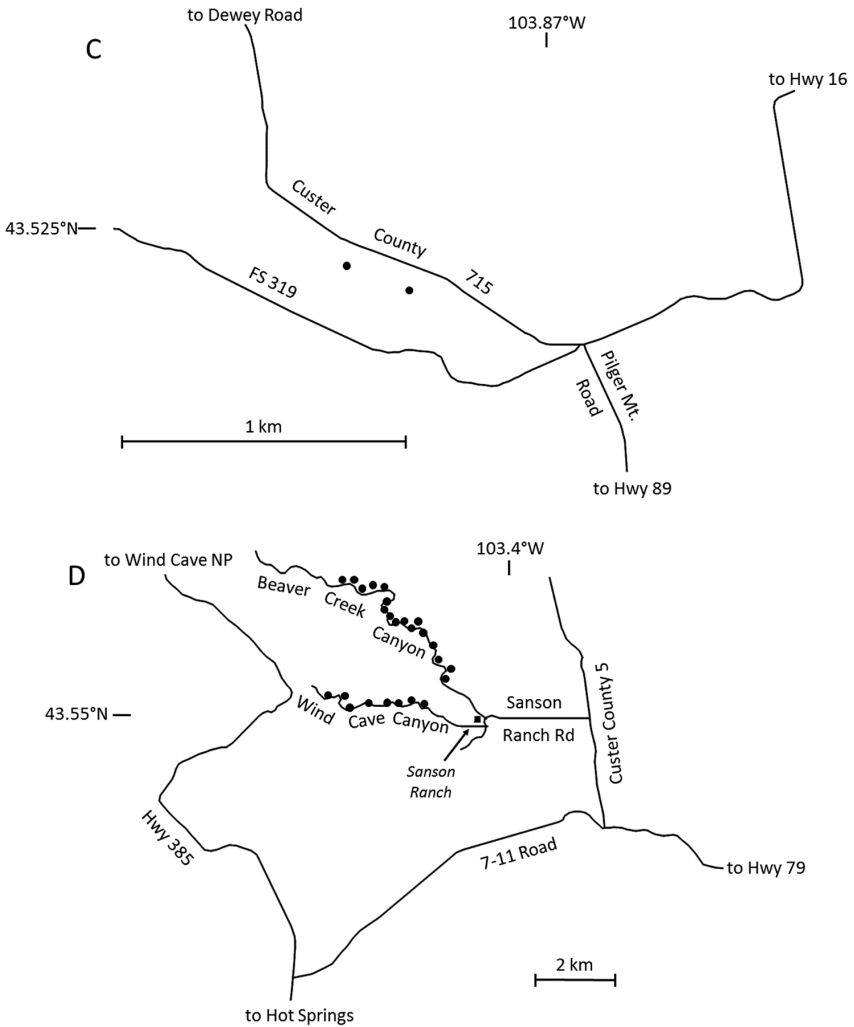 C
to Dewey Road
103.87°W
to Hwy 16
43.525°N
Custer
County
715
FS 319
Pilger Mt.
Road
1 km
to Hwy 89
D
to Wind Cave NP
103.4°W
Beaver
Creek
Canyon
Wind
Cave
Canyon
43.55°N
Sanson
Ranch Rd
Custer County 5
Sanson
Ranch
Hwy 385
7-11 Road
to Hwy 79
2 km
to Hot Springs